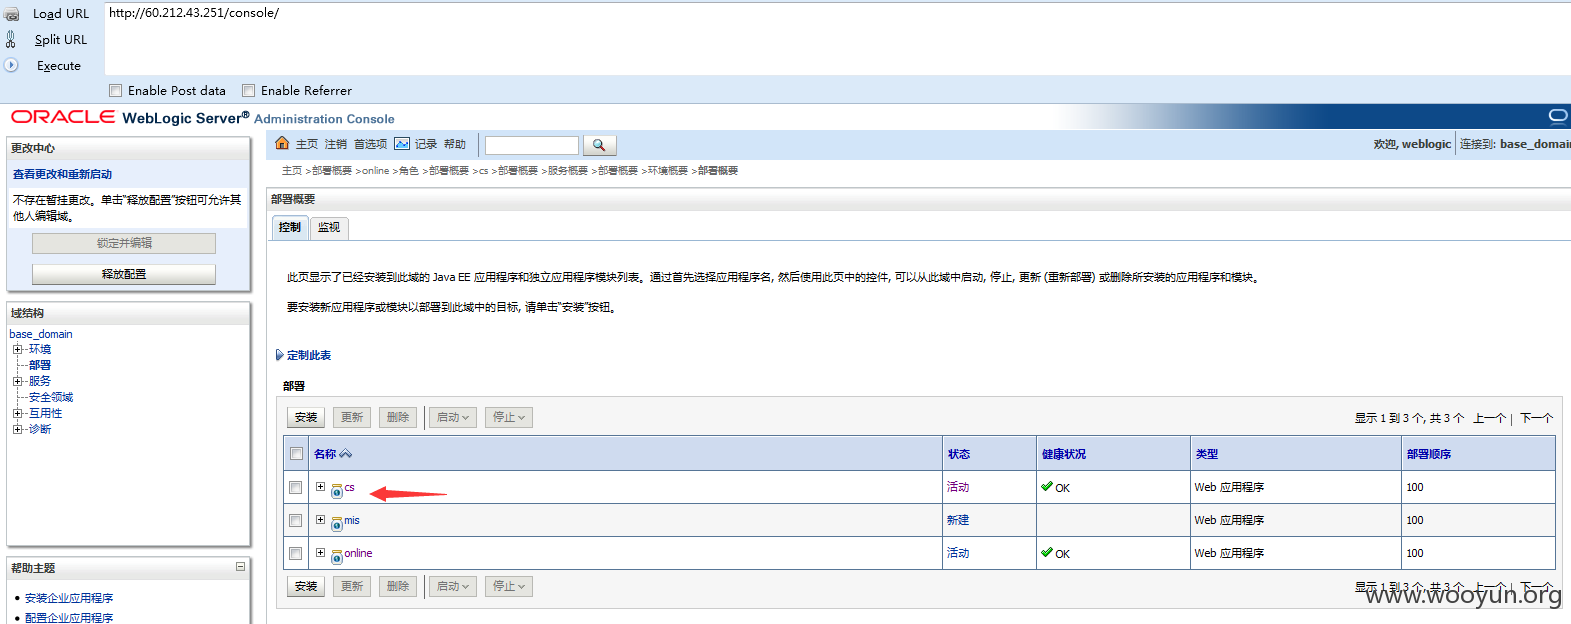 Load URL http://60.212.43.251/console/
Split URL
Execute
Enable Post data Enable Referrer
ORACLE WebLogic Server® Administration Console
更改中心
查看更改和重新启动
不存在暂挂更改。单击“释放配置”按钮可允许其
他人编辑域。
锁定并编辑
释放配置
域结构
base_domain
环境
部署
服务
安全领域
互用性
诊断
帮助主题
安装企业应用程序
配置企业应用程序
主页 注销 首选项 记录 帮助
欢迎, weblogic 连接到: base_domain
主页 >部署概要 >online >角色 >部署概要 >cs >部署概要 >服务概要 >部署概要 >环境概要 >部署概要
部署概要
控制 监视
此页显示了已经安装到此域的 Java EE 应用程序和独立应用程序模块列表。通过首先选择应用程序名, 然后使用此页中的控件, 可以从此域中启动, 停止, 更新 (重新部署) 或删除所安装的应用程序和模块。
要安装新应用程序或模块以部署到此域中的目标, 请单击“安装”按钮。
定制此表
部署
安装 更新 删除 启动 停止 显示 1 到 3 个, 共 3 个 上一个 | 下一个
名称 状态 健康状况 类型 部署顺序
cs 活动 OK Web 应用程序 100
mis 新建 Web 应用程序 100
online 活动 OK Web 应用程序 100
安装 更新 删除 启动 停止 显示 1 到 3 个, 共 3 个 上一个 | 下一个
www.wooyun.org